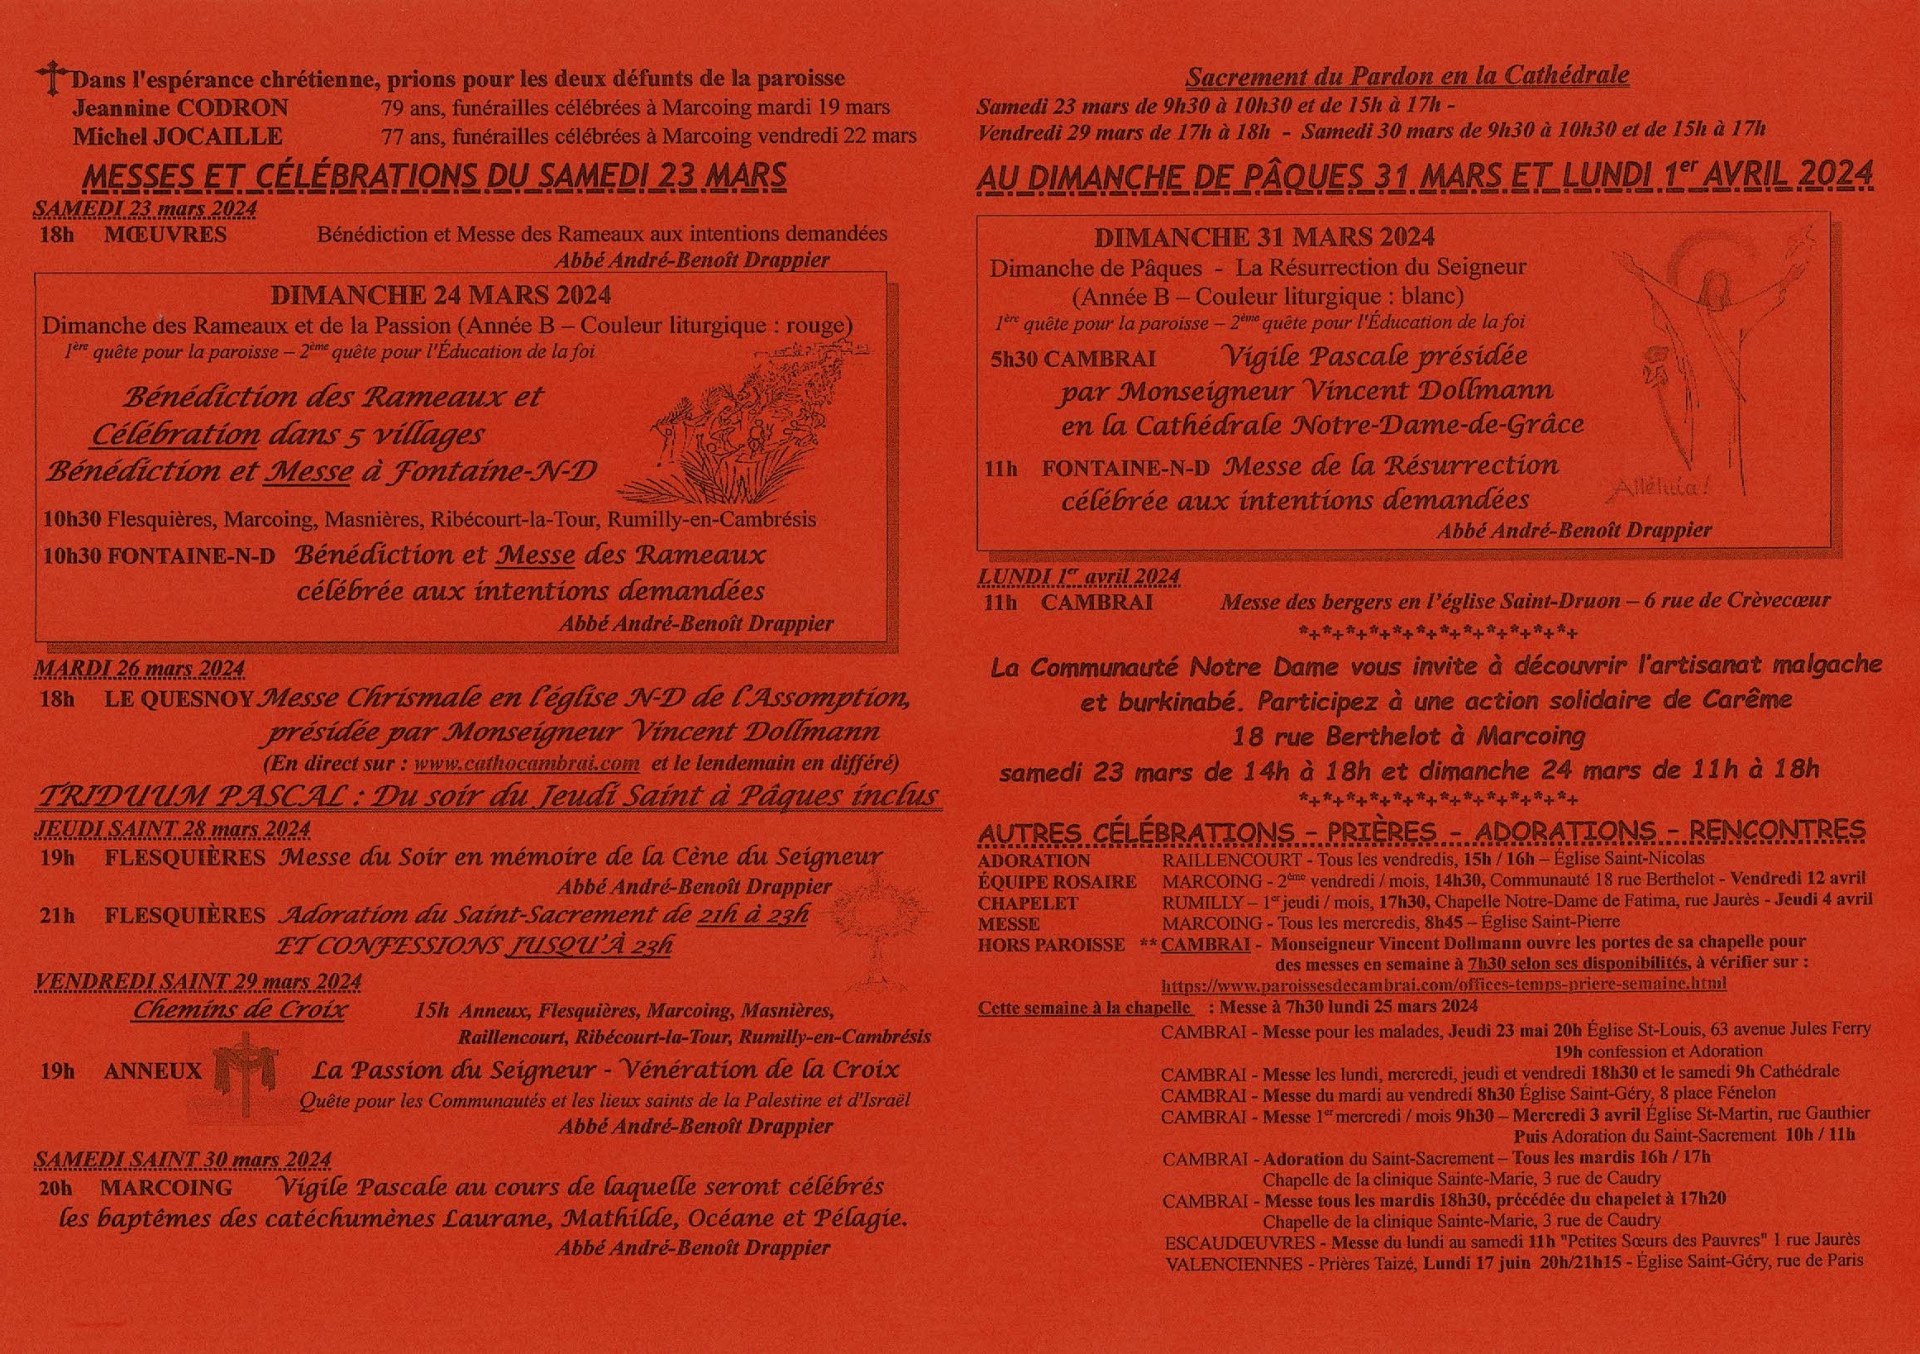 Dans l'espérance chrétienne, prions pour les deux défunts de la paroisse
Jeannine CODRON 79 ans, funérailles célébrées à Marcoing mardi 19 mars
Michel JOCAILLE 77 ans, funérailles célébrées à Marcoing vendredi 22 mars
MESSES ET CÉLÉBRATIONS DU SAMEDI 23 MARS
SAMEDI 23 mars 2024
18h MŒUVRES Bénédiction et Messe des Rameaux aux intentions demandées
Abbé André-Benoît Drappier
DIMANCHE 24 MARS 2024
Dimanche des Rameaux et de la Passion (Année B – Couleur liturgique : rouge)
1ère quête pour la paroisse – 2ème quête pour l'Éducation de la foi
Bénédiction des Rameaux et
Célébration dans 5 villages
Bénédiction et Messe à Fontaine-N-D
10h30 Flesquières, Marcoing, Masnières, Ribécourt-la-Tour, Rumilly-en-Cambrésis
10h30 FONTAINE-N-D Bénédiction et Messe des Rameaux
célébrée aux intentions demandées
Abbé André-Benoît Drappier
MARDI 26 mars 2024
18h LE QUESNOY Messe Chrismale en l'église N-D de l'Assomption,
présidée par Monseigneur Vincent Dollmann
(En direct sur : www.cathocambrai.com et le lendemain en différé)
TRIDUUM PASCAL : Du soir du Jeudi Saint à Pâques inclus
JEUDI SAINT 28 mars 2024
19h FLESQUIÈRES Messe du Soir en mémoire de la Cène du Seigneur
Abbé André-Benoît Drappier
21h FLESQUIÈRES Adoration du Saint-Sacrement de 21h à 23h
ET CONFESSIONS JUSQU'À 23h
VENDREDI SAINT 29 mars 2024
Chemins de Croix 15h Anneux, Flesquières, Marcoing, Masnières,
Raillencourt, Ribécourt-la-Tour, Rumilly-en-Cambrésis
19h ANNEUX La Passion du Seigneur - Vénération de la Croix
Quête pour les Communautés et les lieux saints de la Palestine et d'Israël
Abbé André-Benoît Drappier
SAMEDI SAINT 30 mars 2024
20h MARCOING Vigile Pascale au cours de laquelle seront célébrés
les baptêmes des catéchumènes Laurane, Mathilde, Océane et Pélagie.
Abbé André-Benoît Drappier
Sacrement du Pardon en la Cathédrale
Samedi 23 mars de 9h30 à 10h30 et de 15h à 17h -
Vendredi 29 mars de 17h à 18h - Samedi 30 mars de 9h30 à 10h30 et de 15h à 17h
AU DIMANCHE DE PÂQUES 31 MARS ET LUNDI 1er AVRIL 2024
DIMANCHE 31 MARS 2024
Dimanche de Pâques - La Résurrection du Seigneur
(Année B – Couleur liturgique : blanc)
1ère quête pour la paroisse – 2ème quête pour l'Éducation de la foi
5h30 CAMBRAI Vigile Pascale présidée
par Monseigneur Vincent Dollmann
en la Cathédrale Notre-Dame-de-Grâce
11h FONTAINE-N-D Messe de la Résurrection
célébrée aux intentions demandées
Alléluia !
Abbé André-Benoît Drappier
LUNDI 1er avril 2024
11h CAMBRAI Messe des bergers en l'église Saint-Druon – 6 rue de Crèvecœur
*+*+*+*+*+*+*+*+*+*+*+*+*+*+
La Communauté Notre Dame vous invite à découvrir l'artisanat malgache
et burkinabé. Participez à une action solidaire de Carême
18 rue Berthelot à Marcoing
samedi 23 mars de 14h à 18h et dimanche 24 mars de 11h à 18h
*+*+*+*+*+*+*+*+*+*+*+*+*+*+
AUTRES CÉLÉBRATIONS – PRIÈRES – ADORATIONS – RENCONTRES
ADORATION RAILLENCOURT - Tous les vendredis, 15h / 16h – Église Saint-Nicolas
ÉQUIPE ROSAIRE MARCOING - 2ème vendredi / mois, 14h30, Communauté 18 rue Berthelot - Vendredi 12 avril
CHAPELET RUMILLY – 1er jeudi / mois, 17h30, Chapelle Notre-Dame de Fatima, rue Jaurès - Jeudi 4 avril
MESSE MARCOING - Tous les mercredis, 8h45 – Église Saint-Pierre
HORS PAROISSE ** CAMBRAI - Monseigneur Vincent Dollmann ouvre les portes de sa chapelle pour
des messes en semaine à 7h30 selon ses disponibilités, à vérifier sur :
https://www.paroissesdecambrai.com/offices-temps-priere-semaine.html
Cette semaine à la chapelle : Messe à 7h30 lundi 25 mars 2024
CAMBRAI - Messe pour les malades, Jeudi 23 mai 20h Église St-Louis, 63 avenue Jules Ferry
19h confession et Adoration
CAMBRAI - Messe les lundi, mercredi, jeudi et vendredi 18h30 et le samedi 9h Cathédrale
CAMBRAI - Messe du mardi au vendredi 8h30 Église Saint-Géry, 8 place Fénelon
CAMBRAI - Messe 1er mercredi / mois 9h30 – Mercredi 3 avril Église St-Martin, rue Gauthier
Puis Adoration du Saint-Sacrement 10h / 11h
CAMBRAI - Adoration du Saint-Sacrement – Tous les mardis 16h / 17h
Chapelle de la clinique Sainte-Marie, 3 rue de Caudry
CAMBRAI - Messe tous les mardis 18h30, précédée du chapelet à 17h20
Chapelle de la clinique Sainte-Marie, 3 rue de Caudry
ESCAUDŒUVRES - Messe du lundi au samedi 11h "Petites Sœurs des Pauvres" 1 rue Jaurès
VALENCIENNES - Prières Taizé, Lundi 17 juin 20h/21h15 - Église Saint-Géry, rue de Paris